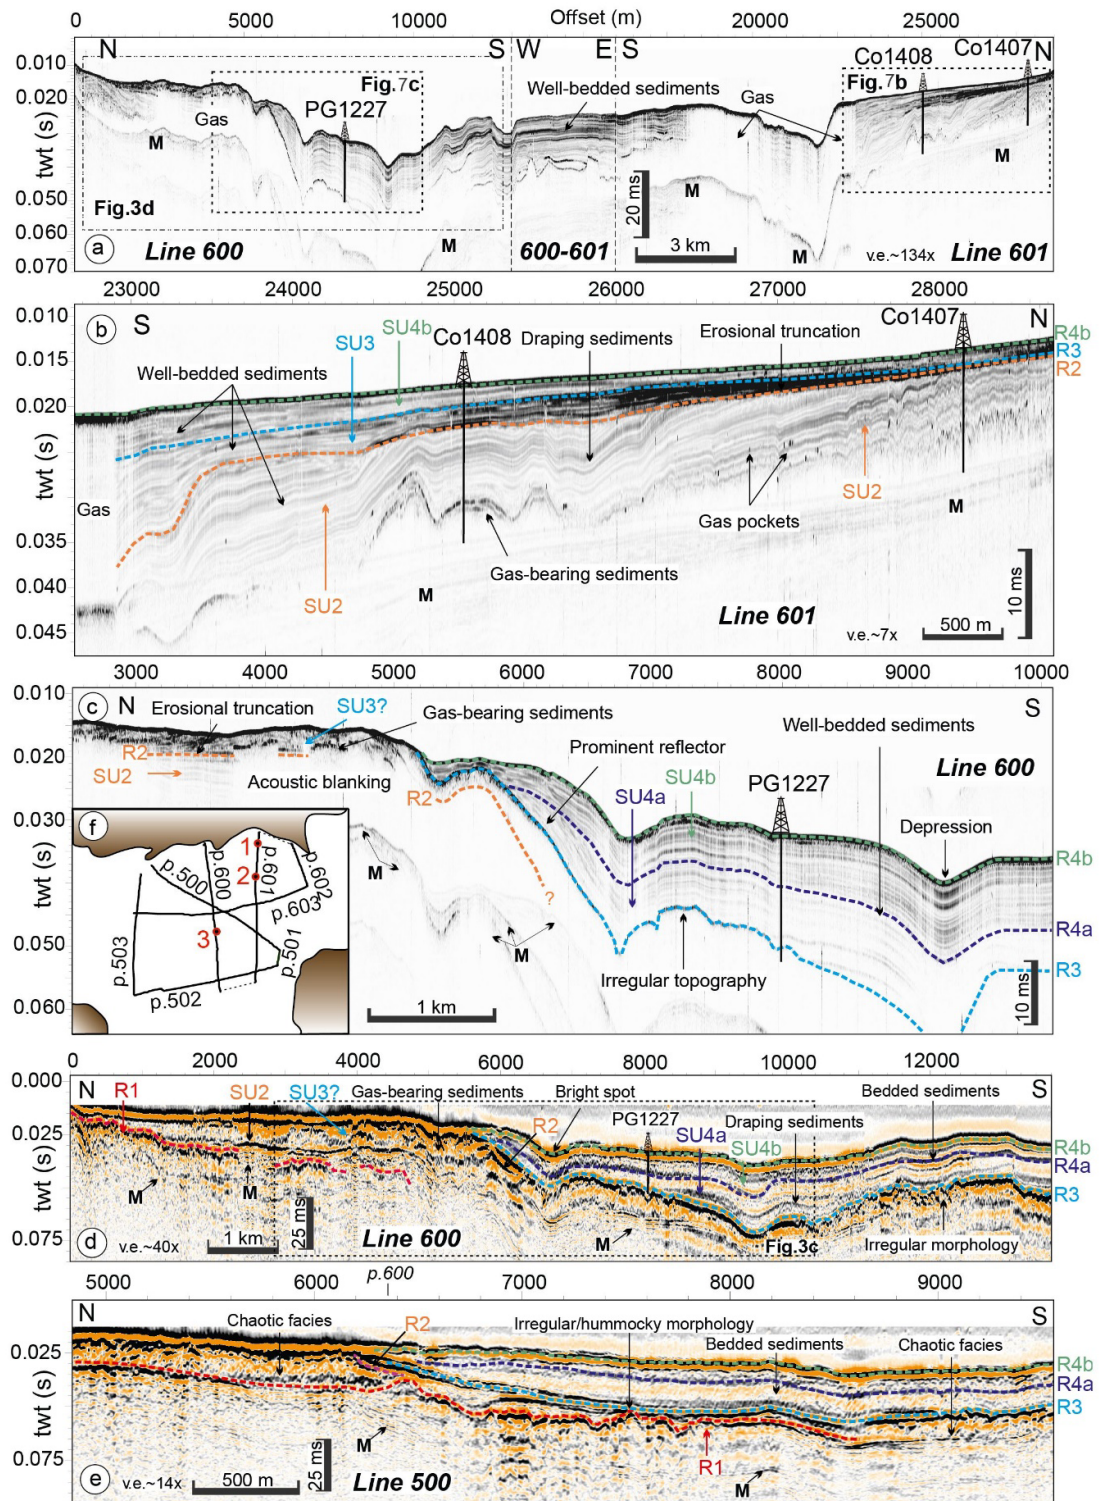 0 5000 10000 Offset (m) 20000 25000
N S W E S N
0.010
0.020
twt (s)
0.050
0.060
0.070
Fig.7c
PG1227
Gas
M
Fig.3d
Well-bedded sediments
Gas
Co1408
Co1407
Fig.7b
M
M
M
M
20 ms
3 km
v.e.~134x
a
Line 600
600-601
Line 601
23000 24000 25000 26000 27000 28000
0.010
0.015
0.020
twt (s)
0.035
0.040
0.045
b
S
N
SU3
SU4b
Co1408
Draping sediments
Erosional truncation
Co1407
R4b
R3
R2
Well-bedded sediments
Gas
SU2
Gas pockets
SU2
M
Gas-bearing sediments
M
Line 601
v.e.~7x
500 m
10 ms
3000 4000 5000 6000 7000 8000 9000 10000
0.010
0.020
0.030
twt (s)
0.050
0.060
c
N
S
Erosional truncation
SU3?
Gas-bearing sediments
R2
SU2
Acoustic blanking
R2
Prominent reflector
Well-bedded sediments
Line 600
SU4b
SU4a
PG1227
Depression
R4b
R4a
R3
?
M
M
Irregular topography
1 km
10 ms
f
1
2
3
p.500
p.600
p.601
p.602
p.603
p.503
p.501
p.502
0 2000 4000 6000 8000 10000 12000
0.000
0.025
twt (s)
0.075
d
N
S
R1
SU2
SU3?
Gas-bearing sediments
Bright spot
Bedded sediments
PG1227
Draping sediments
R2
SU4a
SU4b
R4b
R4a
R3
M
M
M
v.e.~40x
1 km
25 ms
Line 600
Fig.3c
Irregular morphology
5000 6000 p.600 7000 8000 9000
0.025
twt (s)
0.075
e
N
S
Chaotic facies
R2
Irregular/hummocky morphology
Bedded sediments
Chaotic facies
R4b
R4a
R3
M
R1
M
v.e.~14x
500 m
25 ms
Line 500